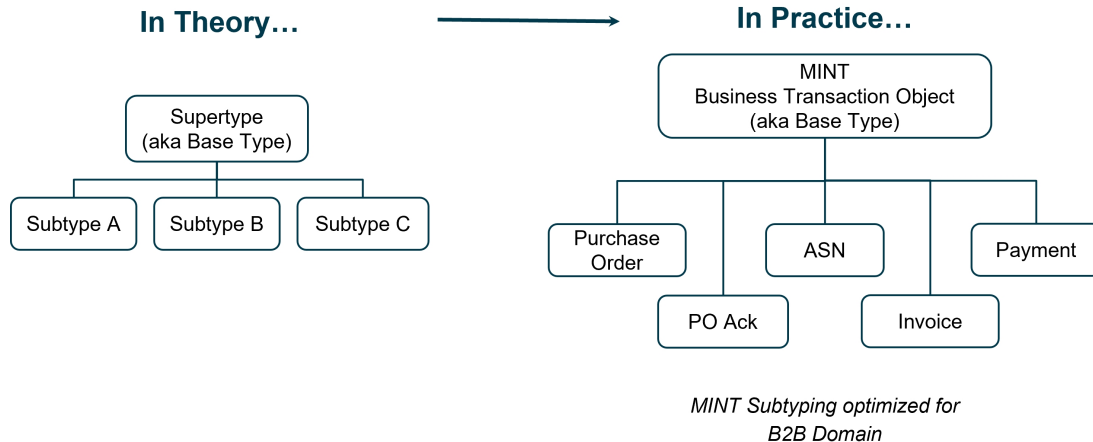 In Theory…
In Practice…
Supertype
(aka Base Type)
Subtype A
Subtype B
Subtype C
MINT
Business Transaction Object
(aka Base Type)
Purchase
Order
ASN
Payment
PO Ack
Invoice
MINT Subtyping optimized for
B2B Domain